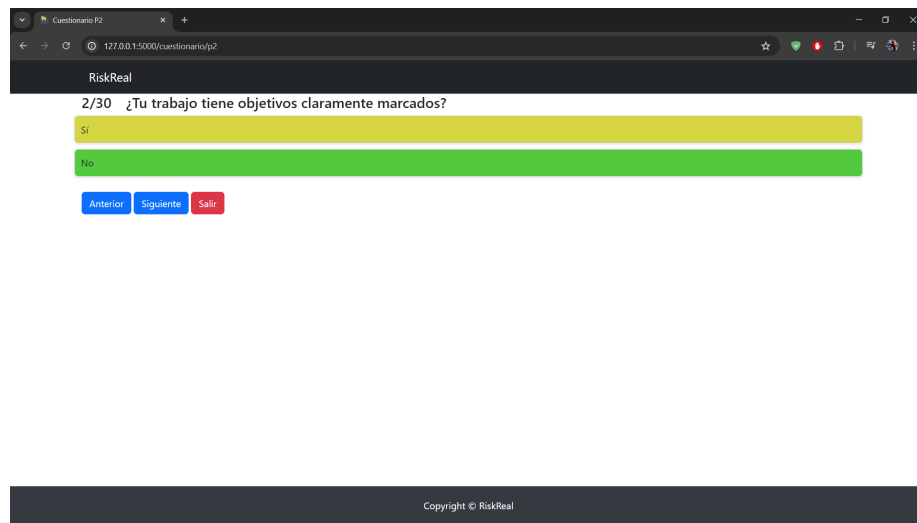 Cuestionario P2
127.0.0.1:5000/cuestionario/p2
RiskReal
2/30 ¿Tu trabajo tiene objetivos claramente marcados?
Sí
No
Anterior Siguiente Salir
Copyright © RiskReal